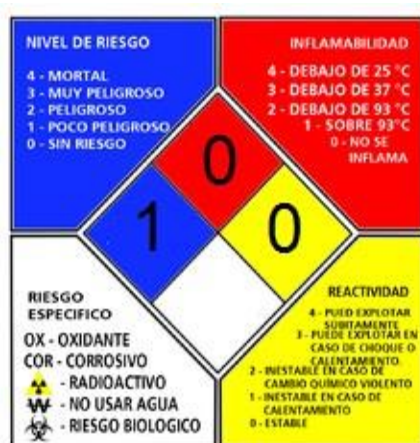 NIVEL DE RIESGO
4 - MORTAL
3 - MUY PELIGROSO
2 - PELIGROSO
1 - POCO PELIGROSO
0 - SIN RIESGO
INFLAMABILIDAD
4 - DEBAJO DE 25 °C
3 - DEBAJO DE 37 °C
2 - DEBAJO DE 93 °C
1 - SOBRE 93°C
0 - NO SE
INFLAMA
0
1
0
RIESGO
ESPECIFICO
OX - OXIDANTE
COR - CORROSIVO
- RADIOACTIVO
W - NO USAR AGUA
- RIESGO BIOLOGICO
REACTIVIDAD
4 - PUED EXPLOTAR
SUBITAMENTE
3 - PUEDE EXPLOTAR EN
CASO DE CHOQUE O
CALENTAMIENTO.
2 - INESTABLE EN CASO DE
CAMBIO QUÍMICO VIOLENTO
1 - INESTABLE EN CASO DE
CALENTAMIENTO
0 - ESTABLE